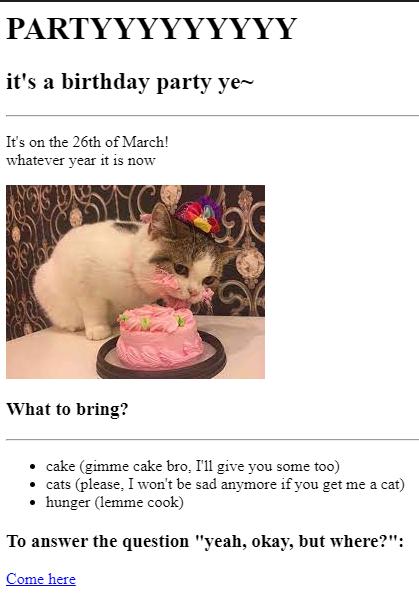 PARTYYYYYYYYY
it's a birthday party ye~
It's on the 26th of March!
whatever year it is now
What to bring?
cake (gimme cake bro, I'll give you some too)
cats (please, I won't be sad anymore if you get me a cat)
hunger (lemme cook)
To answer the question "yeah, okay, but where?":
Come here